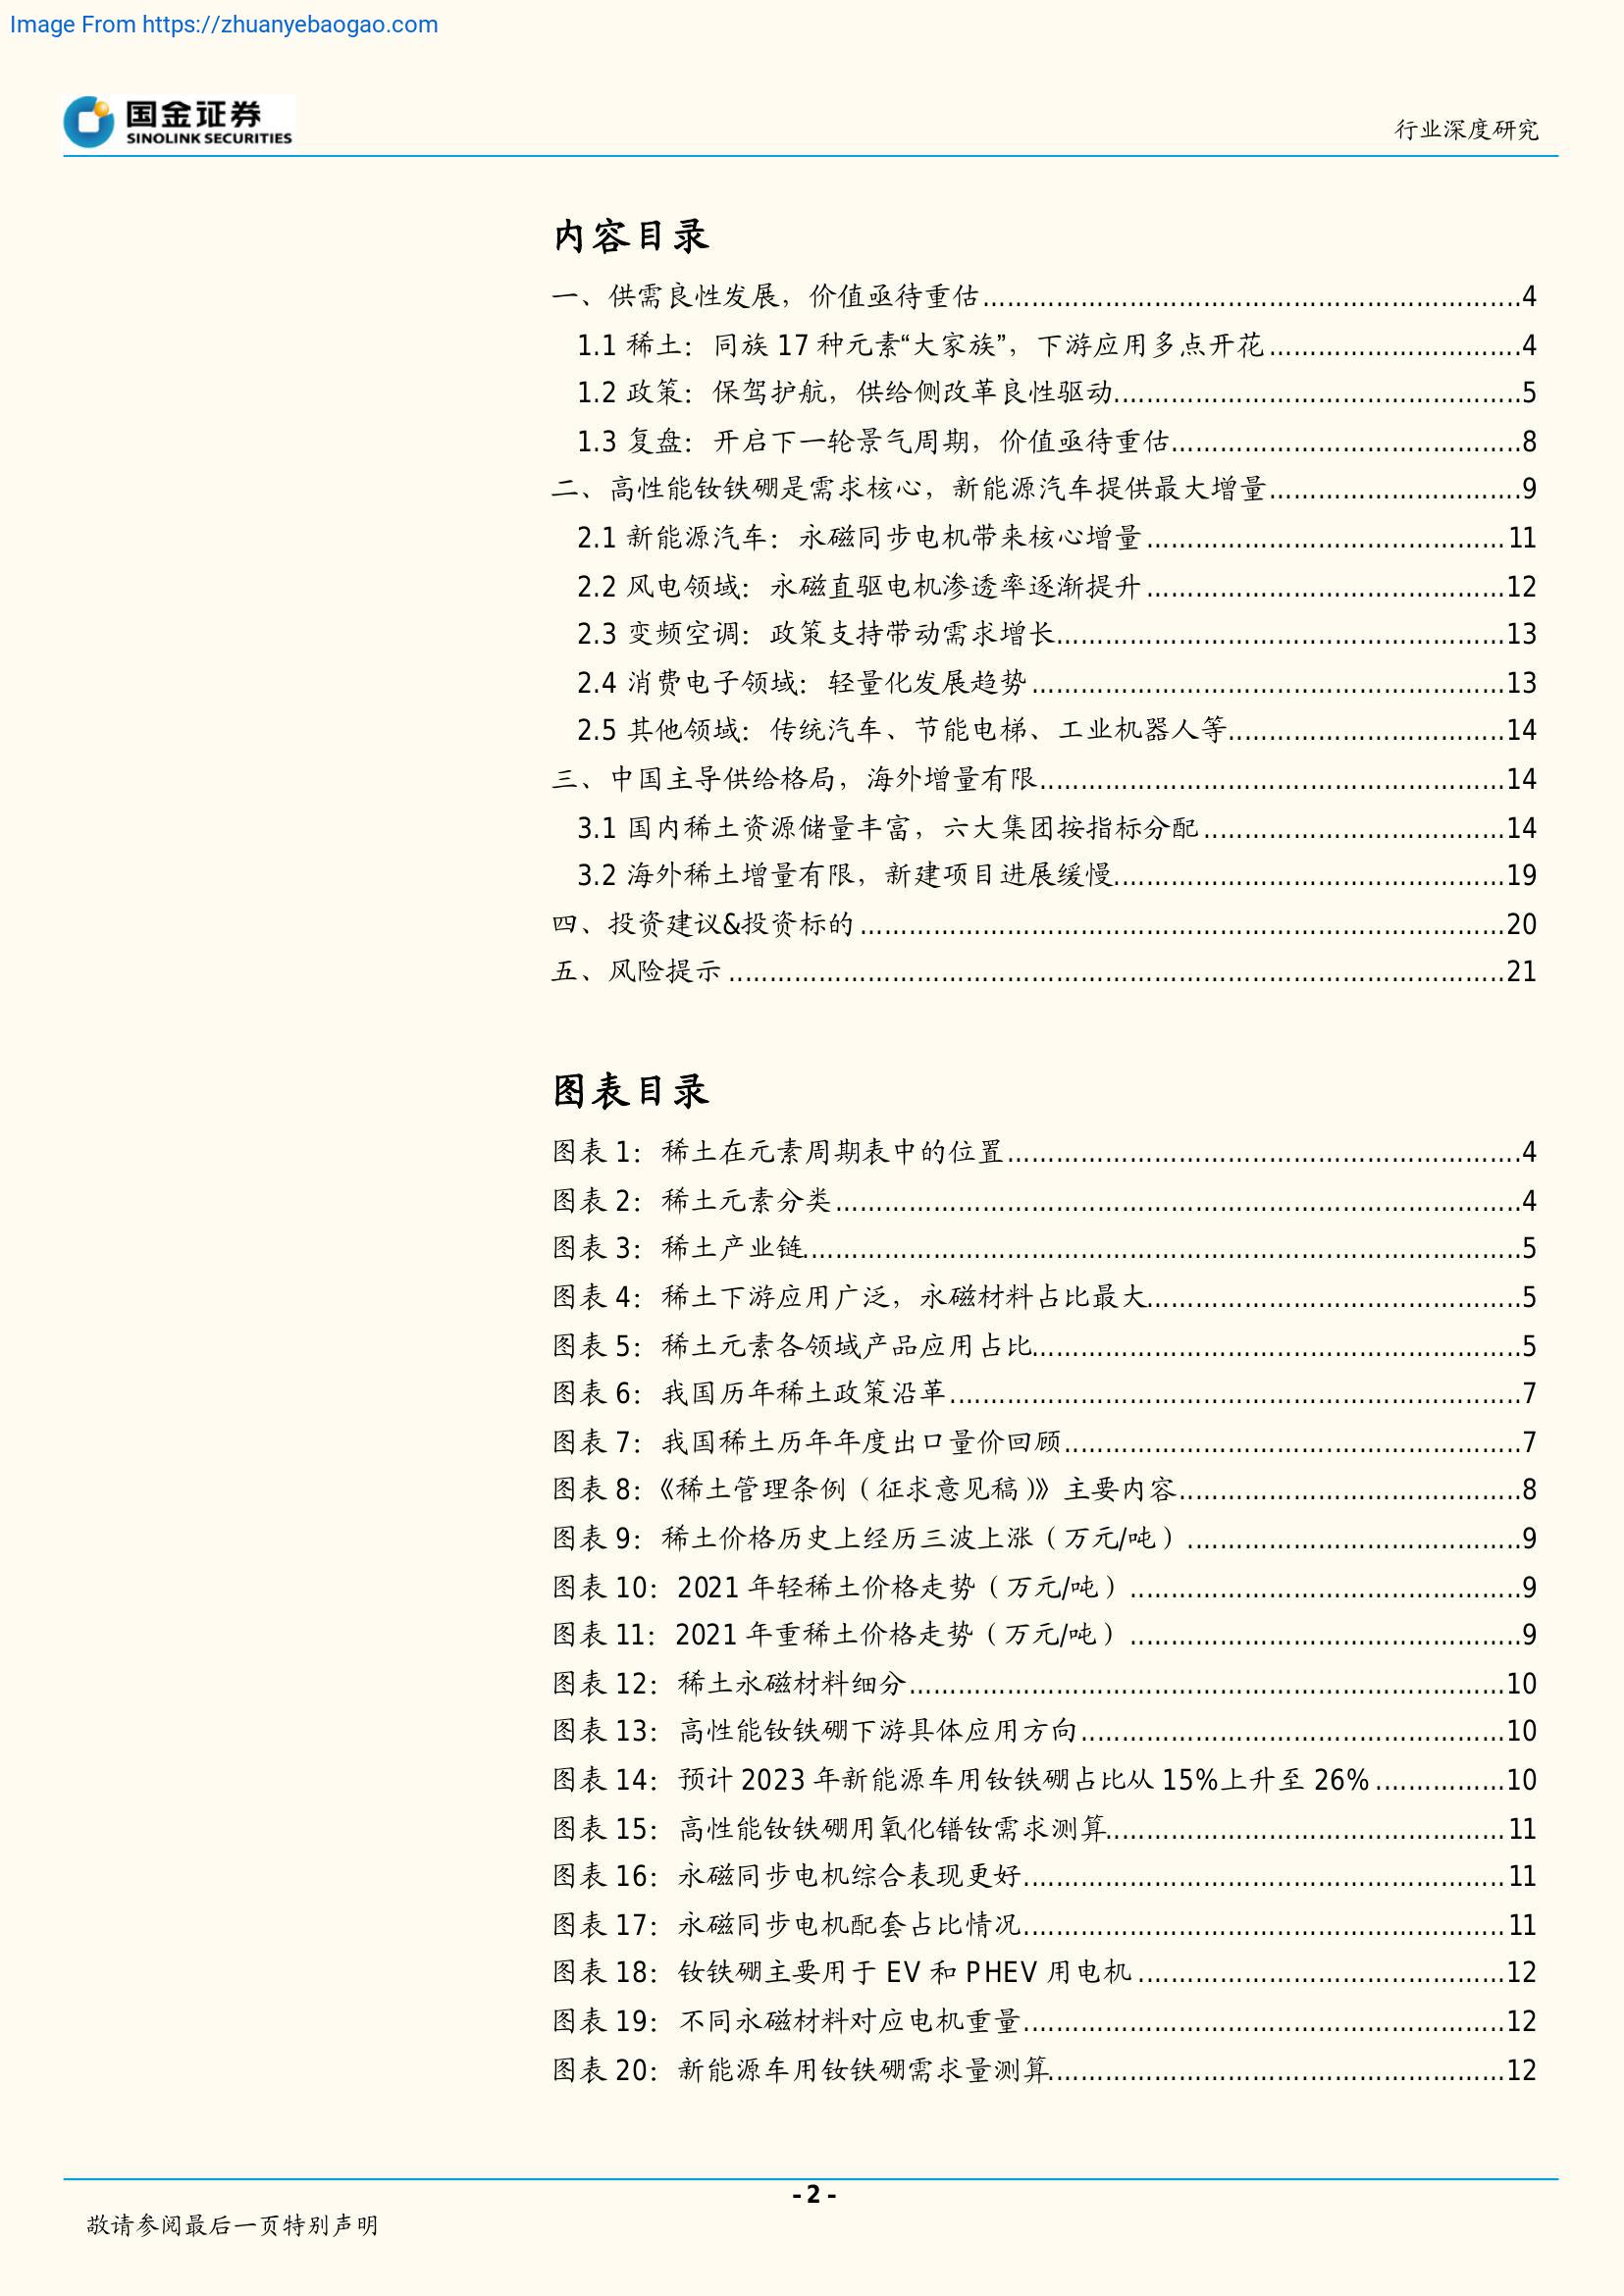 Image From https://zhuanyebaogao.com
国金证券
SINOLINK SECURITIES
行业深度研究
内容目录
一、供需良性发展，价值亟待重估....................4
1.1 稀土：同族 17 种元素“大家族”，下游应用多点开花....................4
1.2 政策：保驾护航，供给侧改革良性驱动....................5
1.3 复盘：开启下一轮景气周期，价值亟待重估....................8
二、高性能钕铁硼是需求核心，新能源汽车提供最大增量....................9
2.1 新能源汽车：永磁同步电机带来核心增量....................11
2.2 风电领域：永磁直驱电机渗透率逐渐提升....................12
2.3 变频空调：政策支持带动需求增长....................13
2.4 消费电子领域：轻量化发展趋势....................13
2.5 其他领域：传统汽车、节能电梯、工业机器人等....................14
三、中国主导供给格局，海外增量有限....................14
3.1 国内稀土资源储量丰富，六大集团按指标分配....................14
3.2 海外稀土增量有限，新建项目进展缓慢....................19
四、投资建议&投资标的....................20
五、风险提示....................21
图表目录
图表 1：稀土在元素周期表中的位置....................4
图表 2：稀土元素分类....................4
图表 3：稀土产业链....................5
图表 4：稀土下游应用广泛，永磁材料占比最大....................5
图表 5：稀土元素各领域产品应用占比....................5
图表 6：我国历年稀土政策沿革....................7
图表 7：我国稀土历年年度出口量价回顾....................7
图表 8：《稀土管理条例（征求意见稿）》主要内容....................8
图表 9：稀土价格历史上经历三波上涨（万元/吨）....................9
图表 10：2021 年轻稀土价格走势（万元/吨）....................9
图表 11：2021 年重稀土价格走势（万元/吨）....................9
图表 12：稀土永磁材料细分....................10
图表 13：高性能钕铁硼下游具体应用方向....................10
图表 14：预计 2023 年新能源车用钕铁硼占比从 15%上升至 26%....................10
图表 15：高性能钕铁硼用氧化镨钕需求测算....................11
图表 16：永磁同步电机综合表现更好....................11
图表 17：永磁同步电机配套占比情况....................11
图表 18：钕铁硼主要用于 EV 和 PHEV 用电机....................12
图表 19：不同永磁材料对应电机重量....................12
图表 20：新能源车用钕铁硼需求量测算....................12
- 2 -
敬请参阅最后一页特别声明